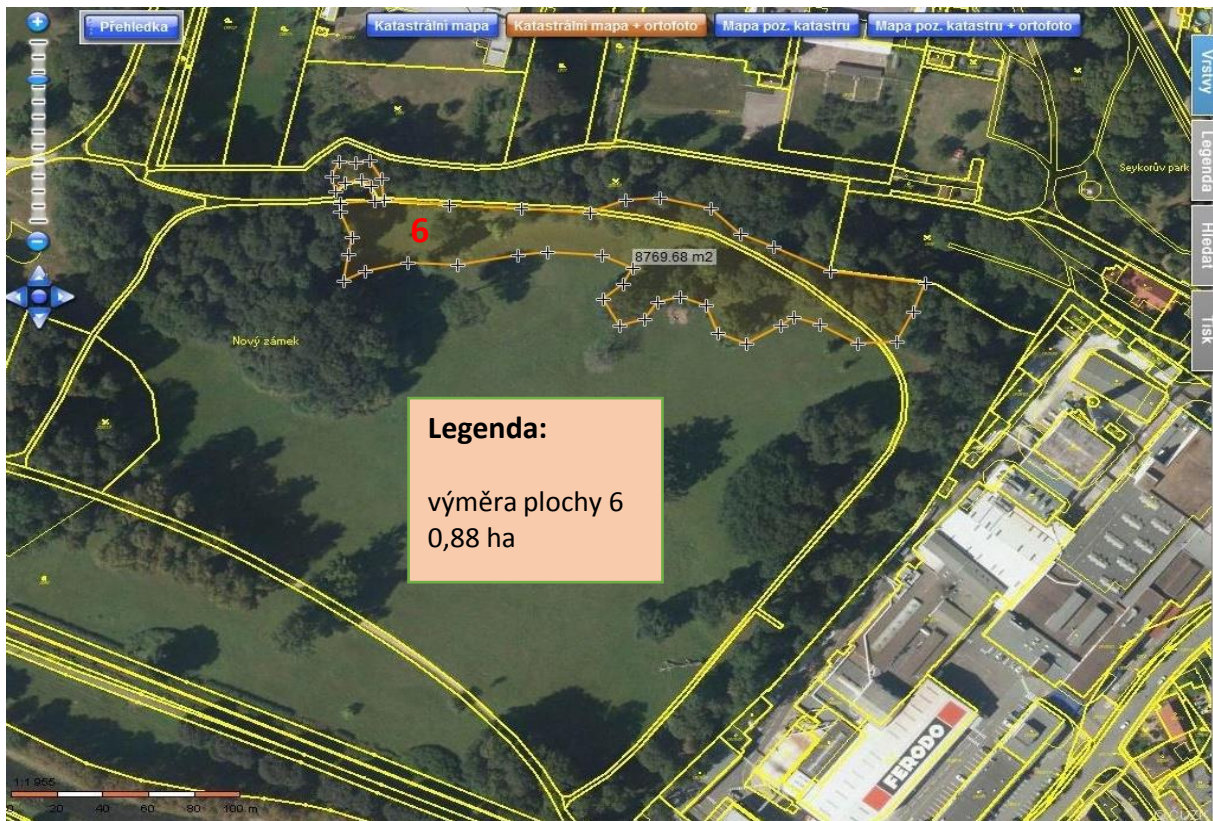 Přehledka
Katastrální mapa
Katastrální mapa + ortofoto
Mapa poz. katastru
Mapa poz. katastru + ortofoto
Vrstvy
Legenda
Hledat
Tisk
Seykorův park
6
8769.68 m2
Nový zámek
Legenda:
výměra plochy 6
0,88 ha
FERODO
1:1 955
0 20 40 60 80 100 m
© ČÚZK